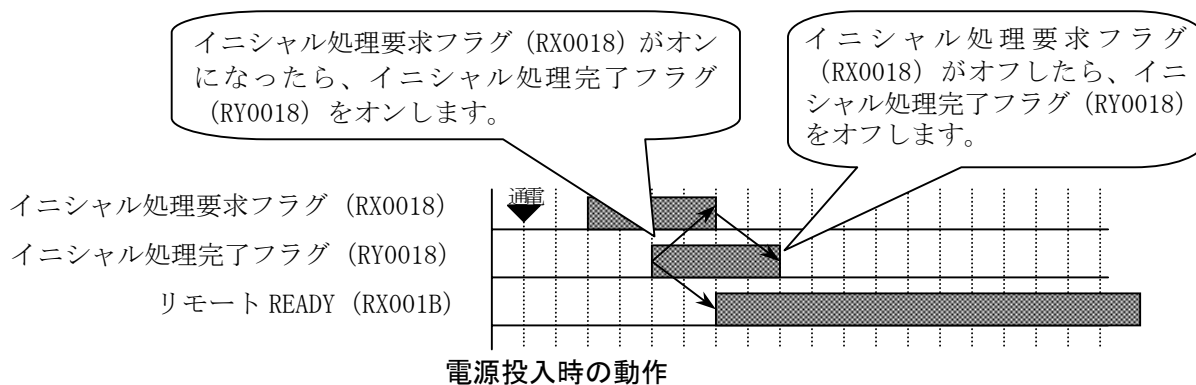 イニシャル処理要求フラグ(RX0018)がオン
になったら、イニシャル処理完了フラグ
(RY0018)をオンします。
イニシャル処理要求フラグ
(RX0018)がオフしたら、イニ
シャル処理完了フラグ(RY0018)
をオフします。
通電
イニシャル処理要求フラグ(RX0018)
イニシャル処理完了フラグ(RY0018)
リモート READY(RX001B)
電源投入時の動作